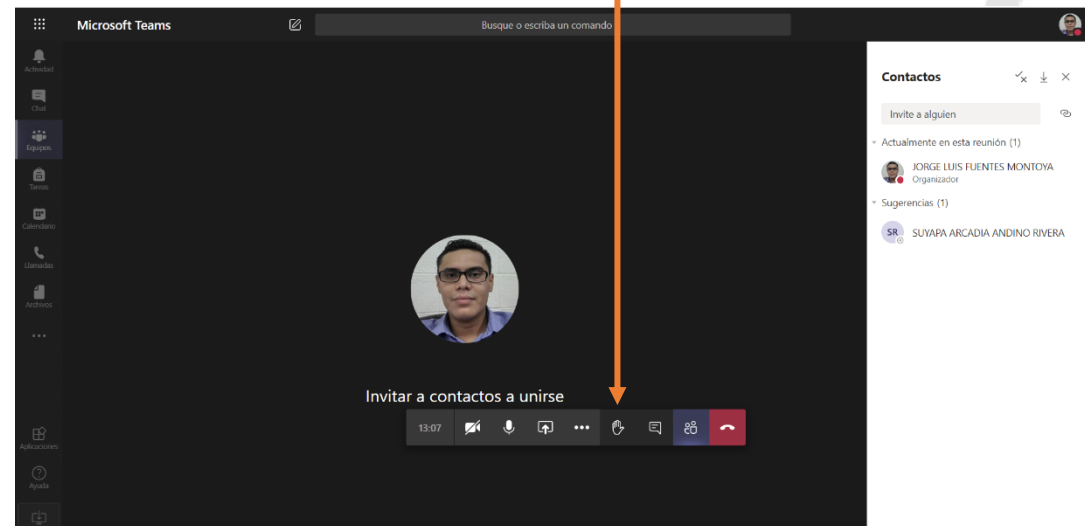 Microsoft Teams
Busque o escriba un comando
Actividad
Chat
Equipos
Tareas
Calendario
Llamadas
Archivos
Aplicaciones
Ayuda
Invitar a contactos a unirse
13:07
Contactos
Invite a alguien
Actualmente en esta reunión (1)
JORGE LUIS FUENTES MONTOYA
Organizador
Sugerencias (1)
SR SUYAPA ARCADIA ANDINO RIVERA